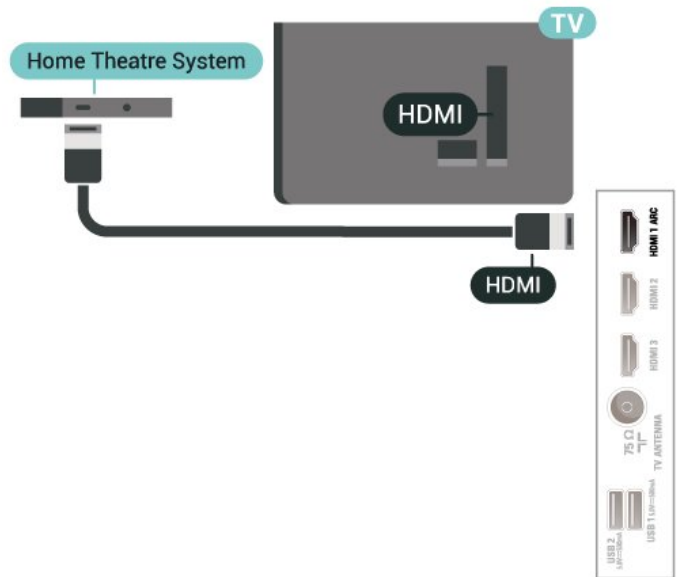 TV
Home Theatre System
HDMI
HDMI
HDMI 1 ARC
HDMI 2
HDMI 3
75 Ω
TV ANTENNA
USB 1
USB 2